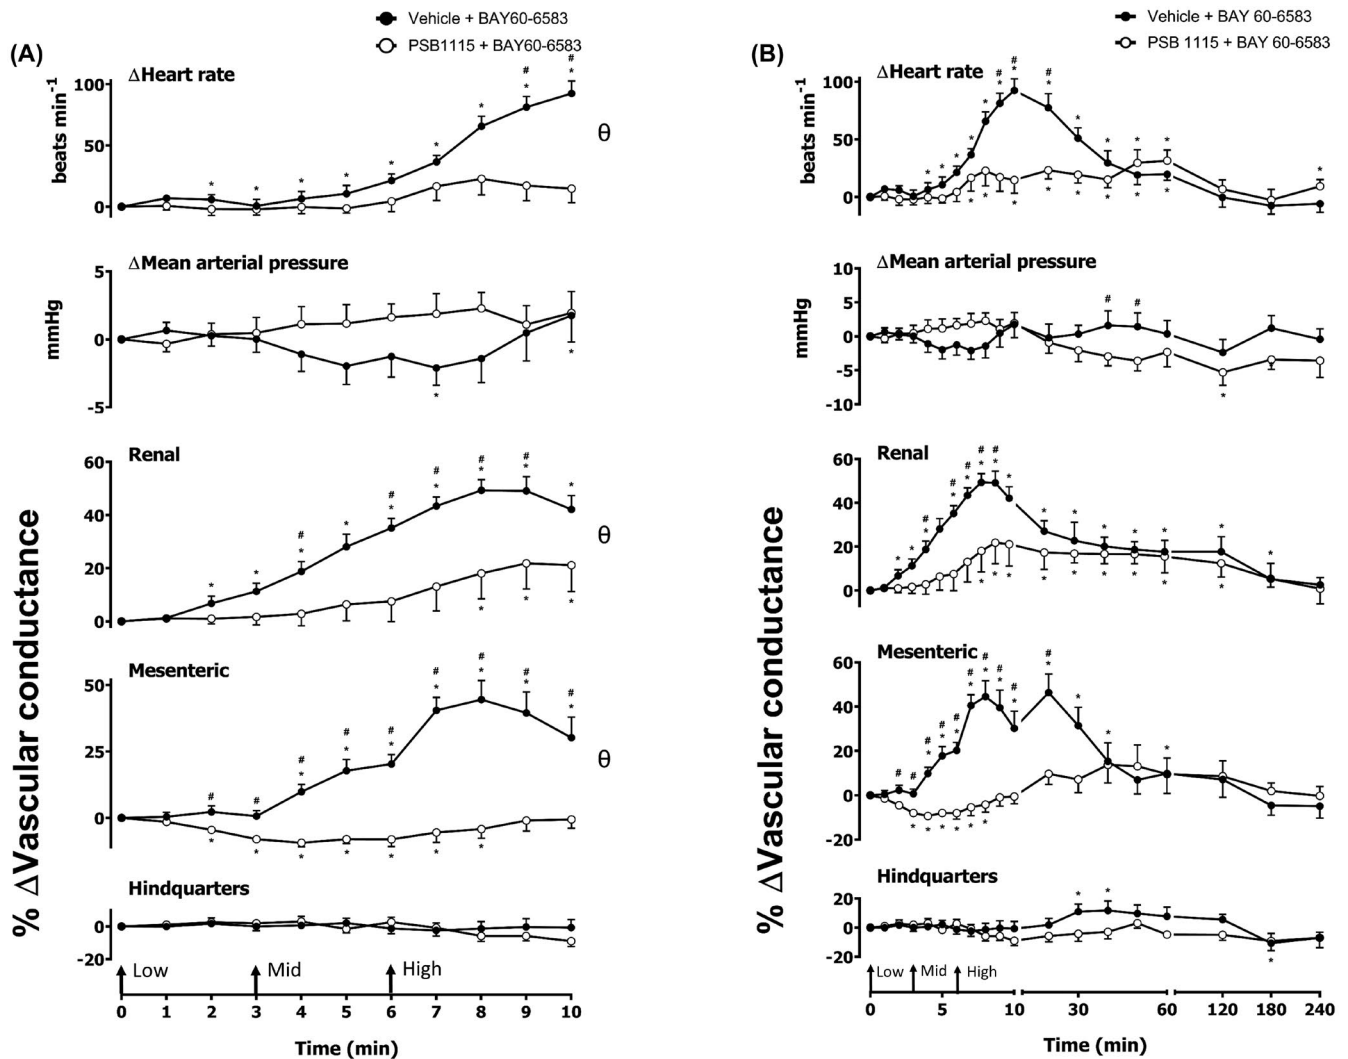 (A)
Vehicle + BAY60-6583
PSB1115 + BAY60-6583
ΔHeart rate
beats min⁻¹
100
50
0
θ
ΔMean arterial pressure
mmHg
5
0
-5
% ΔVascular conductance
Renal
60
40
20
0
θ
Mesenteric
50
25
0
θ
Hindquarters
0
-20
Low
Mid
High
0 1 2 3 4 5 6 7 8 9 10
Time (min)
(B)
Vehicle + BAY 60-6583
PSB 1115 + BAY 60-6583
ΔHeart rate
beats min⁻¹
100
50
0
ΔMean arterial pressure
mmHg
10
5
0
-5
-10
% ΔVascular conductance
Renal
60
40
20
0
Mesenteric
60
40
20
0
-20
Hindquarters
20
0
-20
Low
Mid
High
0 5 10 30 60 120 180 240
Time (min)